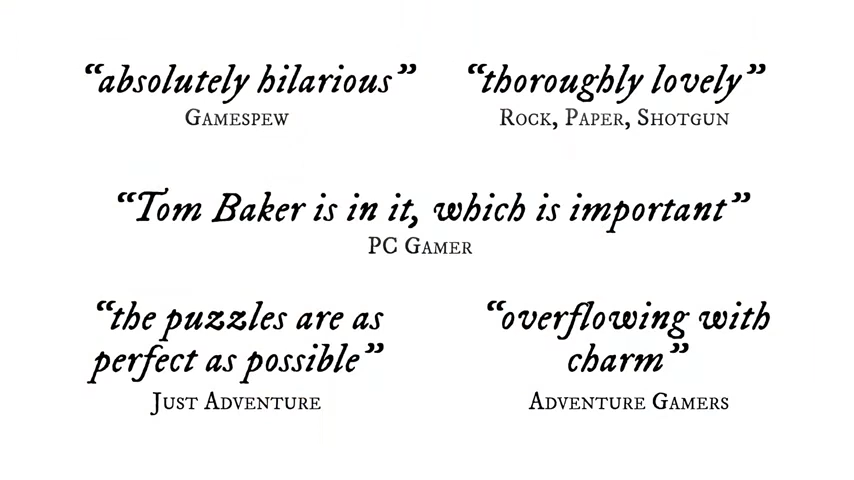 “absolutely hilarious”
Gamespew
“thoroughly lovely”
Rock, Paper, Shotgun
“Tom Baker is in it, which is important”
PC Gamer
“the puzzles are as
perfect as possible”
Just Adventure
“overflowing with
charm”
Adventure Gamers